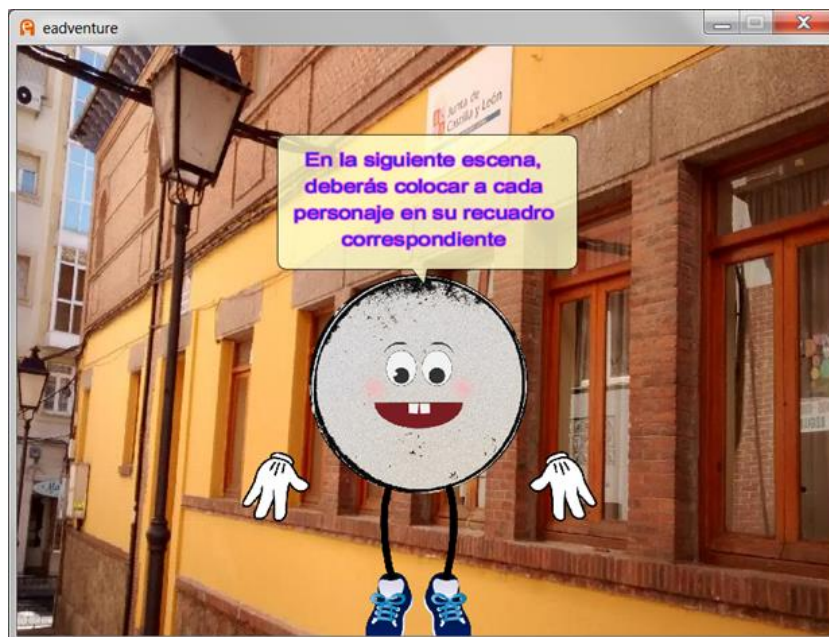 eadventure
Junta de
Castilla y León
En la siguiente escena,
deberás colocar a cada
personaje en su recuadro
correspondiente